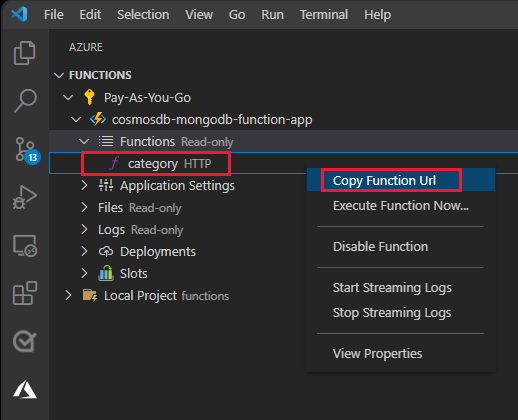 File Edit View Go Run Terminal Help
AZURE
FUNCTIONS
Pay-As-You-Go
cosmosdb-mongodb-function-app
Functions Read-only
category HTTP
Application Settings
Files Read-only
Logs Read-only
Deployments
Slots
Local Project functions
13
Copy Function Url
Execute Function Now...
Disable Function
Start Streaming Logs
Stop Streaming Logs
View Properties